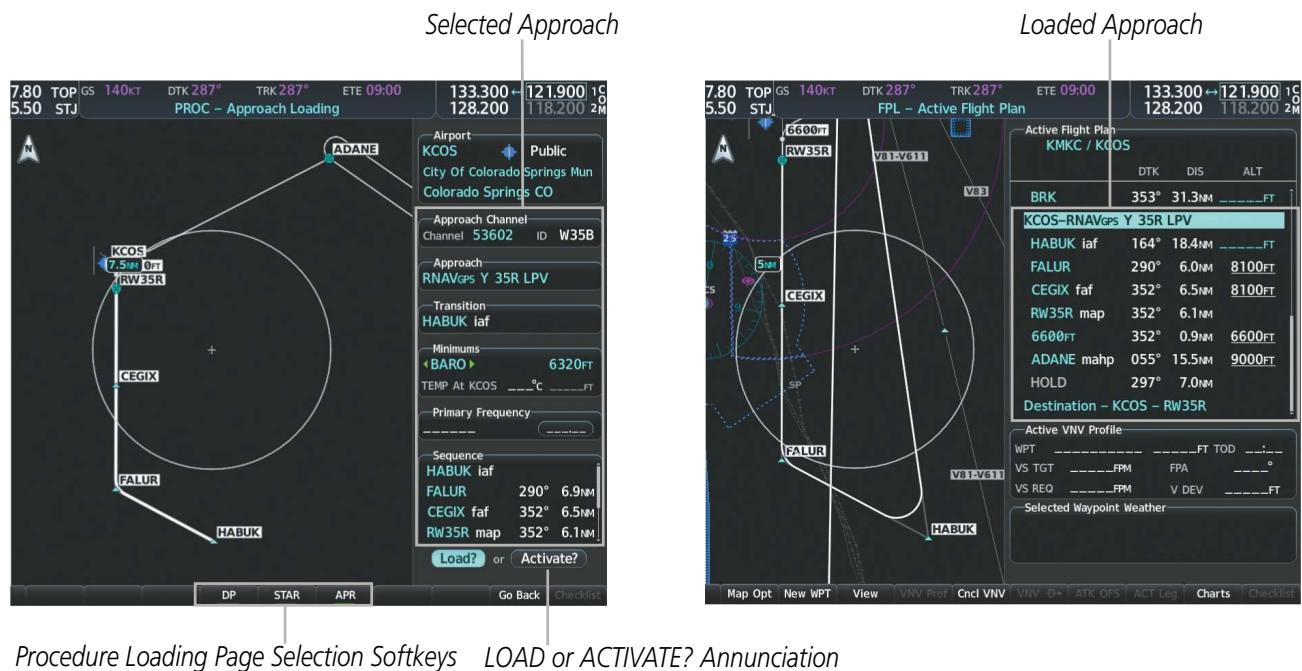 Selected Approach
Loaded Approach
7.80 TOP GS 140KT DTK 287° TRK 287° ETE 09:00 133.300 ↔ 121.900 1 C
5.50 STJ PROC – Approach Loading 128.200 118.200 2 O M
N
ADANE
KCOS
7.5NM 0FT
RW35R
CEGIX
FALUR
HABUK
Airport
KCOS Public
City Of Colorado Springs Mun
Colorado Springs CO
Approach Channel
Channel 53602 ID W35B
Approach
RNAVGPS Y 35R LPV
Transition
HABUK iaf
Minimums
BARO 6320FT
TEMP At KCOS ___°C _____FT
Primary Frequency
______ ___.__
Sequence
HABUK iaf
FALUR 290° 6.9NM
CEGIX faf 352° 6.5NM
RW35R map 352° 6.1NM
Load? or Activate?
DP STAR APR Go Back Checklist
7.80 TOP GS 140KT DTK 287° TRK 287° ETE 09:00 133.300 ↔ 121.900 1 C
5.50 STJ FPL – Active Flight Plan 128.200 118.200 2 O M
N
6600FT
RW35R
V81-V611
V83
25
5NM
CS
9
CEGIX
SP
FALUR
V81-V611
HABUK
Active Flight Plan
KMKC / KCOS
DTK DIS ALT
BRK 353° 31.3NM _____FT
KCOS–RNAVGPS Y 35R LPV
HABUK iaf 164° 18.4NM _____FT
FALUR 290° 6.0NM 8100FT
CEGIX faf 352° 6.5NM 8100FT
RW35R map 352° 6.1NM
6600FT 352° 0.9NM 6600FT
ADANE mahp 055° 15.5NM 9000FT
HOLD 297° 7.0NM
Destination – KCOS – RW35R
Active VNV Profile
WPT __________ _____FT TOD __:__
VS TGT _____FPM FPA ____°
VS REQ _____FPM V DEV _____FT
Selected Waypoint Weather
Map Opt New WPT View VNV Prof Cncl VNV VNV -D→ ATK OFS ACT Leg Charts Checklist
Procedure Loading Page Selection Softkeys LOAD or ACTIVATE? Annunciation